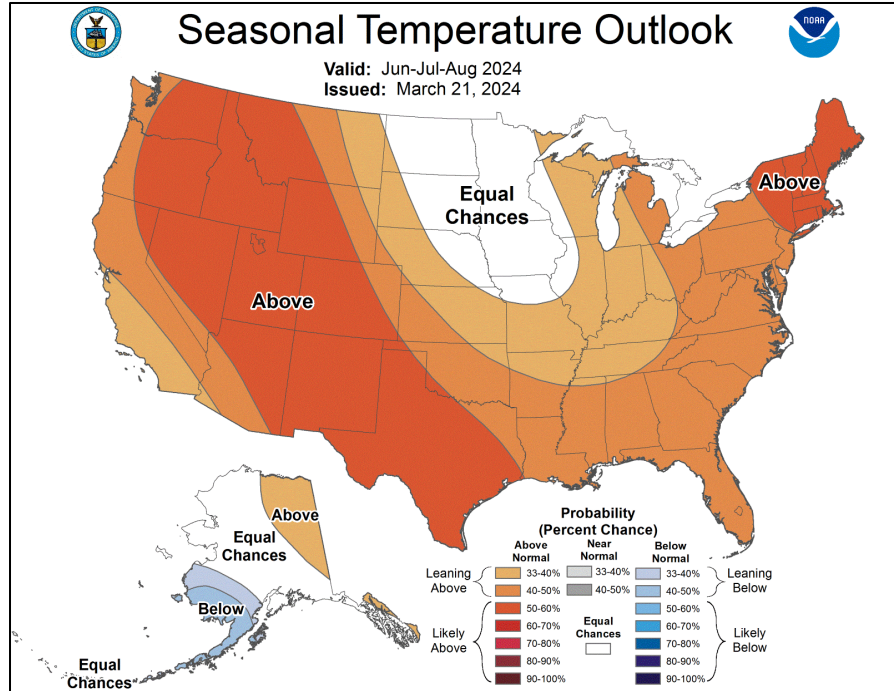 Seasonal Temperature Outlook
NOAA
Valid: Jun-Jul-Aug 2024
Issued: March 21, 2024
Equal
Chances
Above
Above
Above
Equal
Chances
Below
Equal
Chances
Probability
(Percent Chance)
Above
Normal
Near
Normal
Below
Normal
Leaning
Above
33-40%
40-50%
33-40%
40-50%
33-40%
40-50%
Leaning
Below
Likely
Above
50-60%
60-70%
70-80%
80-90%
90-100%
Equal
Chances
50-60%
60-70%
70-80%
80-90%
90-100%
Likely
Below